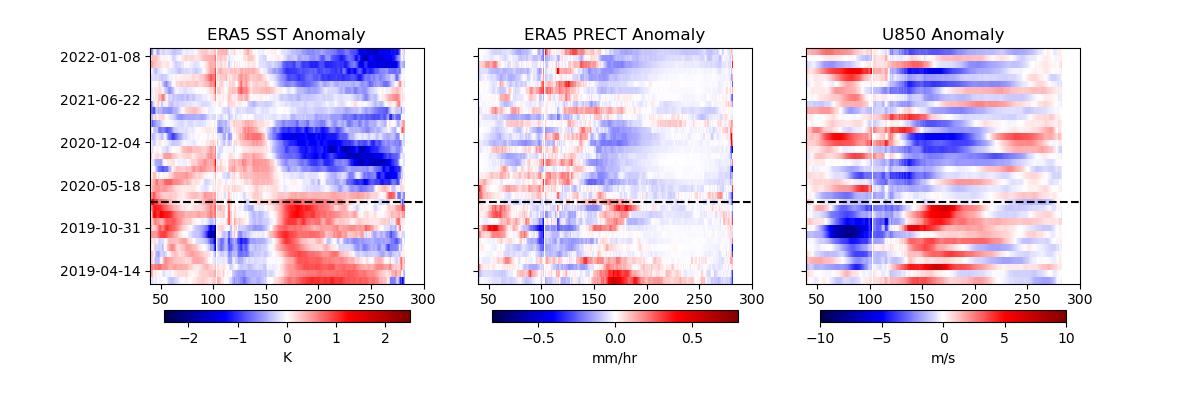 ERA5 SST Anomaly
ERA5 PRECT Anomaly
U850 Anomaly
2022-01-08
2021-06-22
2020-12-04
2020-05-18
2019-10-31
2019-04-14
50 100 150 200 250 300
50 100 150 200 250 300
50 100 150 200 250 300
−2 −1 0 1 2
−0.5 0.0 0.5
−10 −5 0 5 10
K
mm/hr
m/s